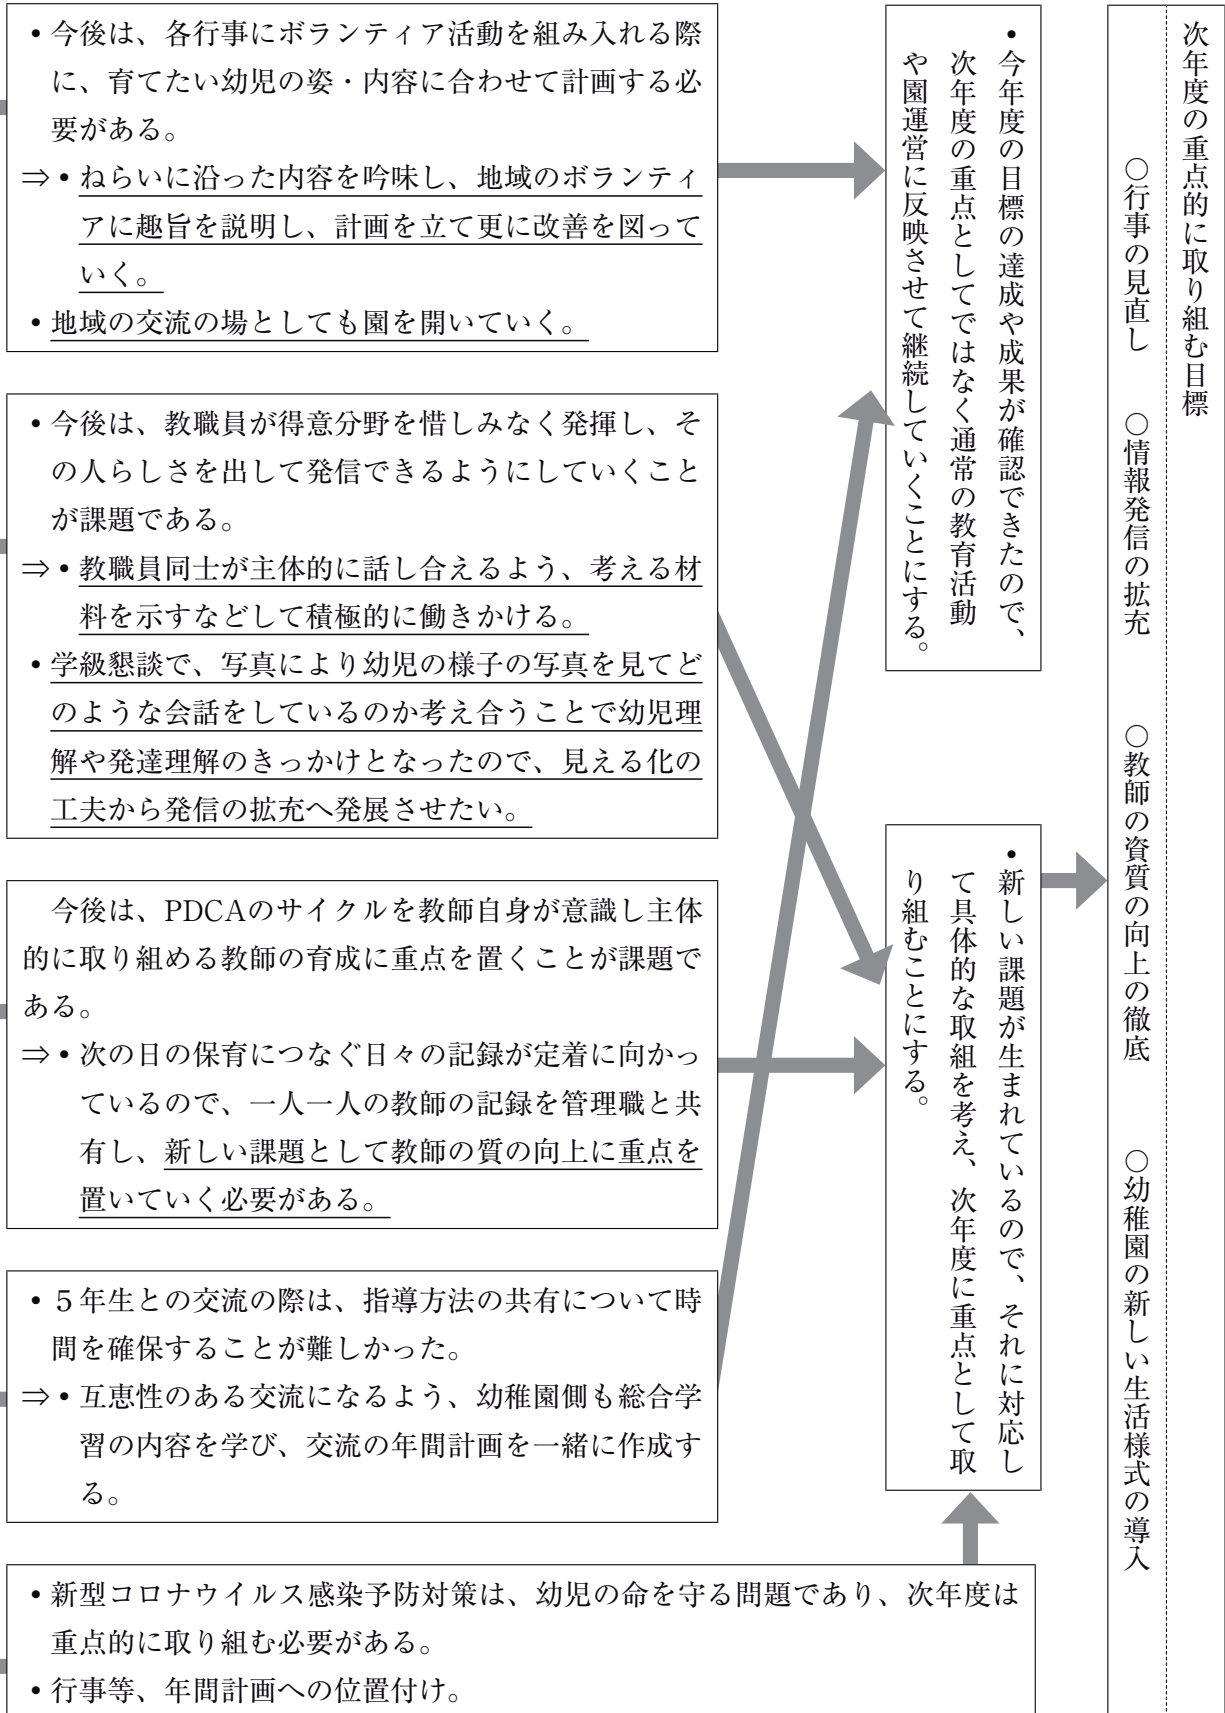 • 今後は、各行事にボランティア活動を組み入れる際
に、育てたい幼児の姿・内容に合わせて計画する必
要がある。
⇒• ねらいに沿った内容を吟味し、地域のボランティ
アに趣旨を説明し、計画を立て更に改善を図って
いく。
• 地域の交流の場としても園を開いていく。
• 今後は、教職員が得意分野を惜しみなく発揮し、そ
の人らしさを出して発信できるようにしていくこと
が課題である。
⇒• 教職員同士が主体的に話し合えるよう、考える材
料を示すなどして積極的に働きかける。
• 学級懇談で、写真により幼児の様子の写真を見てど
のような会話をしているのか考え合うことで幼児理
解や発達理解のきっかけとなったので、見える化の
工夫から発信の拡充へ発展させたい。
今後は、PDCAのサイクルを教師自身が意識し主体
的に取り組める教師の育成に重点を置くことが課題で
ある。
⇒• 次の日の保育につなぐ日々の記録が定着に向かっ
ているので、一人一人の教師の記録を管理職と共
有し、新しい課題として教師の質の向上に重点を
置いていく必要がある。
• 5年生との交流の際は、指導方法の共有について時
間を確保することが難しかった。
⇒• 互恵性のある交流になるよう、幼稚園側も総合学
習の内容を学び、交流の年間計画を一緒に作成す
る。
• 新型コロナウイルス感染予防対策は、幼児の命を守る問題であり、次年度は
重点的に取り組む必要がある。
• 行事等、年間計画への位置付け。
• 今年度の目標の達成や成果が確認できたので、
次年度の重点としてではなく通常の教育活動
や園運営に反映させて継続していくことにする。
• 新しい課題が生まれているので、それに対応し
て具体的な取組を考え、次年度に重点として取
り組むことにする。
次年度の重点的に取り組む目標
○行事の見直し ○情報発信の拡充 ○教師の資質の向上の徹底 ○幼稚園の新しい生活様式の導入